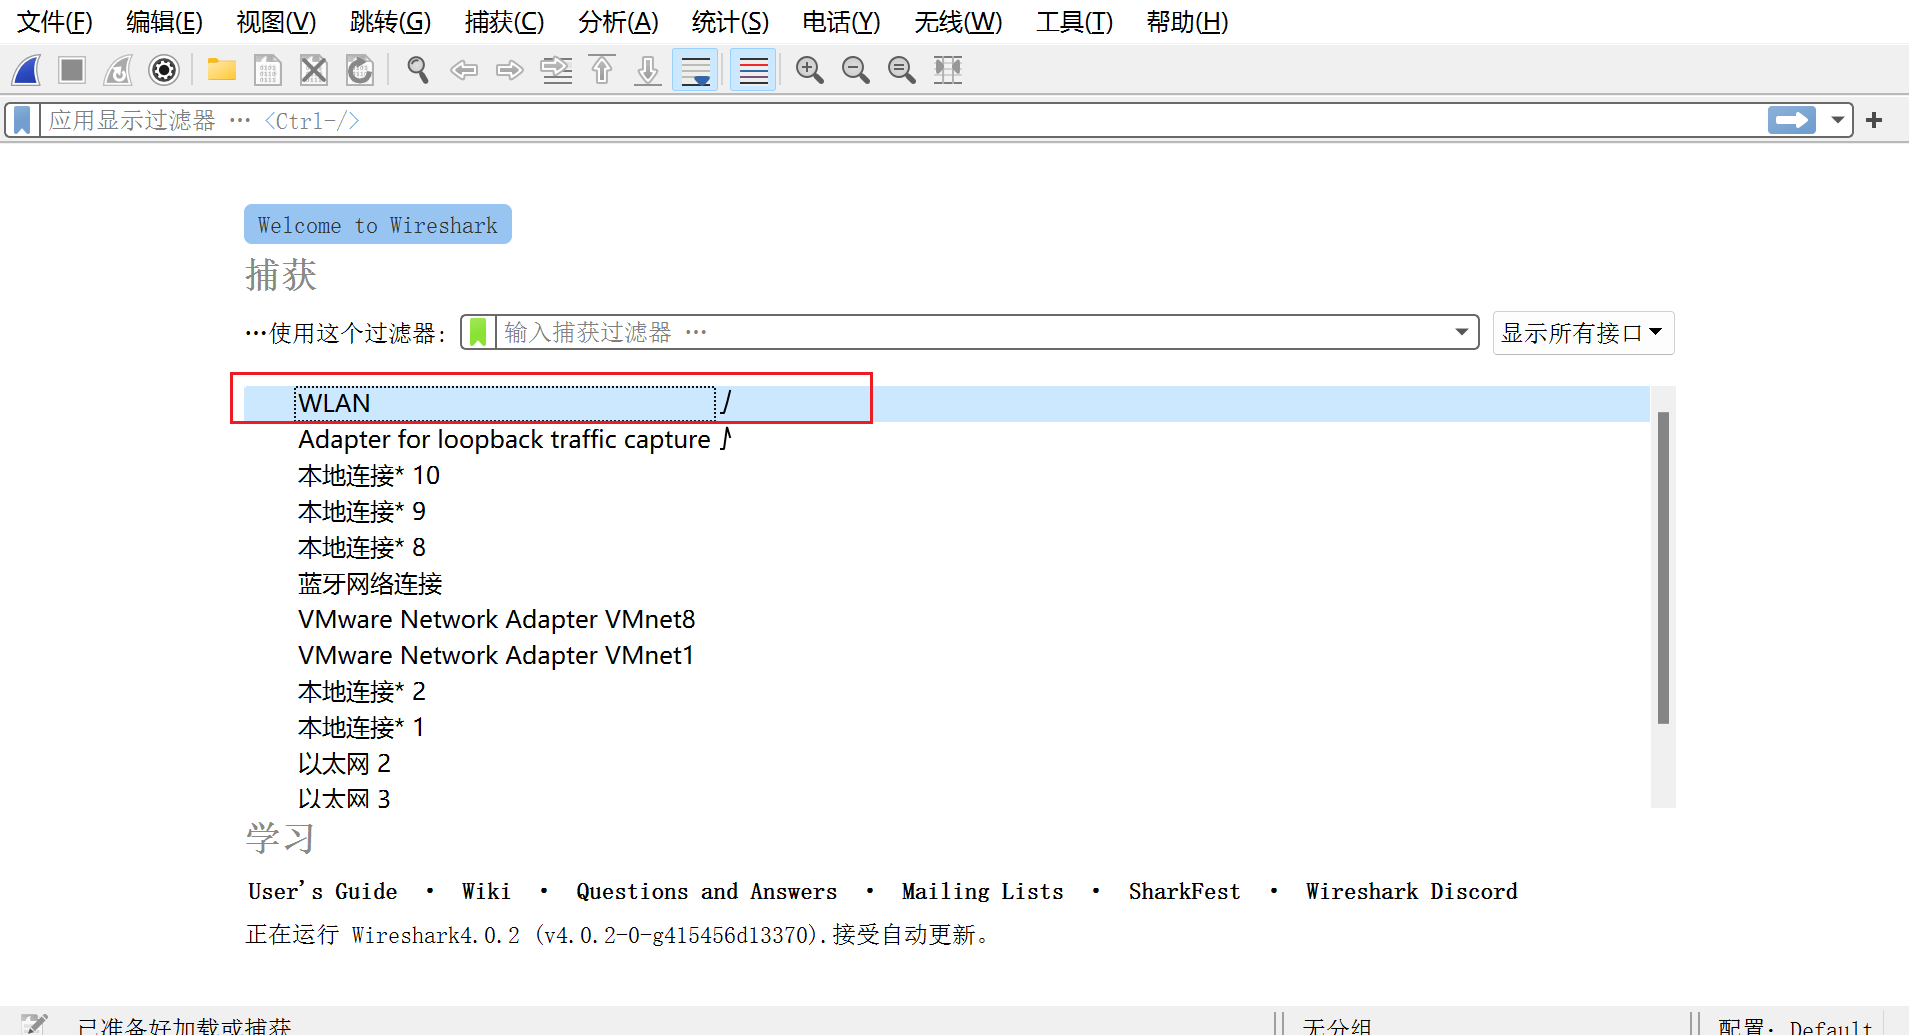 文件(F) 编辑(E) 视图(V) 跳转(G) 捕获(C) 分析(A) 统计(S) 电话(Y) 无线(W) 工具(T) 帮助(H)
应用显示过滤器 … <Ctrl-/>
Welcome to Wireshark
捕获
…使用这个过滤器: 输入捕获过滤器 … 显示所有接口
WLAN
Adapter for loopback traffic capture
本地连接* 10
本地连接* 9
本地连接* 8
蓝牙网络连接
VMware Network Adapter VMnet8
VMware Network Adapter VMnet1
本地连接* 2
本地连接* 1
以太网 2
以太网 3
学习
User's Guide · Wiki · Questions and Answers · Mailing Lists · SharkFest · Wireshark Discord
正在运行 Wireshark4.0.2 (v4.0.2-0-g415456d13370).接受自动更新。
已准备好加载或捕获 无分组 配置: Default